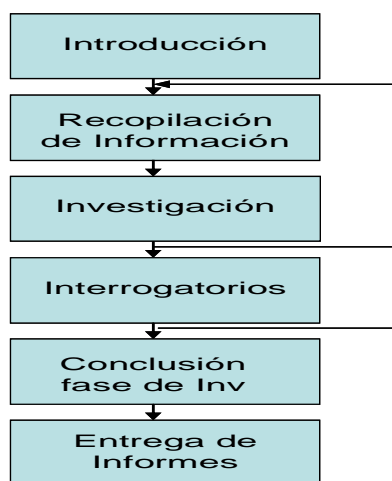 Introducción
Recopilación
de Información
Investigación
Interrogatorios
Conclusión
fase de Inv
Entrega de
Informes